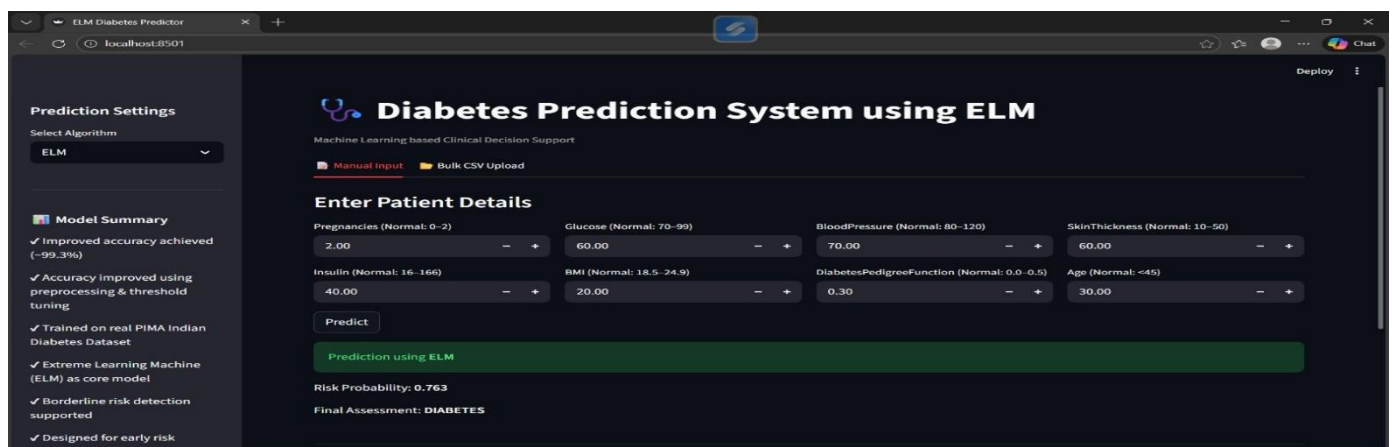 ELM Diabetes Predictor
localhost:8501
Chat
Deploy
Prediction Settings
Select Algorithm
ELM
Model Summary
✓ Improved accuracy achieved
(~99.3%)
✓ Accuracy improved using
preprocessing & threshold
tuning
✓ Trained on real PIMA Indian
Diabetes Dataset
✓ Extreme Learning Machine
(ELM) as core model
✓ Borderline risk detection
supported
✓ Designed for early risk
Diabetes Prediction System using ELM
Machine Learning based Clinical Decision Support
Manual Input Bulk CSV Upload
Enter Patient Details
Pregnancies (Normal: 0–2) Glucose (Normal: 70–99) BloodPressure (Normal: 80–120) SkinThickness (Normal: 10–50)
2.00 60.00 70.00 60.00
Insulin (Normal: 16–166) BMI (Normal: 18.5–24.9) DiabetesPedigreeFunction (Normal: 0.0–0.5) Age (Normal: <45)
40.00 20.00 0.30 30.00
Predict
Prediction using ELM
Risk Probability: 0.763
Final Assessment: DIABETES